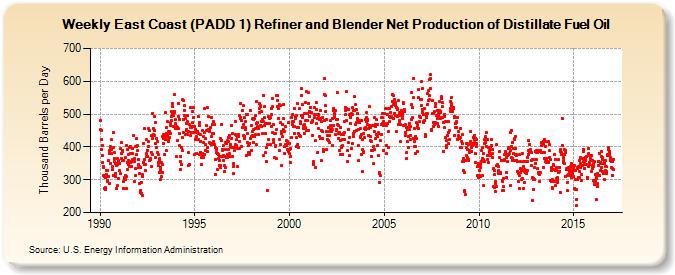 Weekly East Coast (PADD 1) Refiner and Blender Net Production of Distillate Fuel Oil
Thousand Barrels per Day
700
600
500
400
300
200
1990 1995 2000 2005 2010 2015
Source: U.S. Energy Information Administration